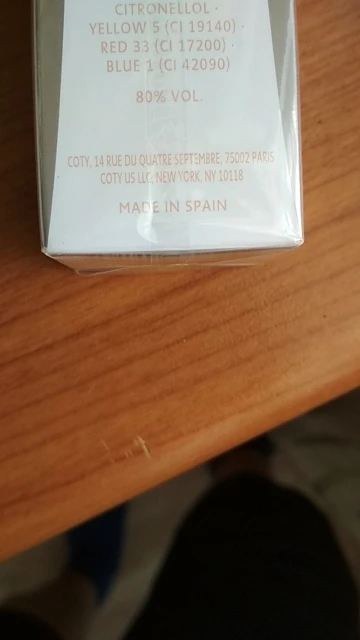 CITRONELLOL ·
YELLOW 5 (CI 19140) ·
RED 33 (CI 17200) ·
BLUE 1 (CI 42090)
80% VOL.
COTY, 14 RUE DU QUATRE SEPTEMBRE, 75002 PARIS
COTY US LLC, NEW YORK, NY 10118
MADE IN SPAIN